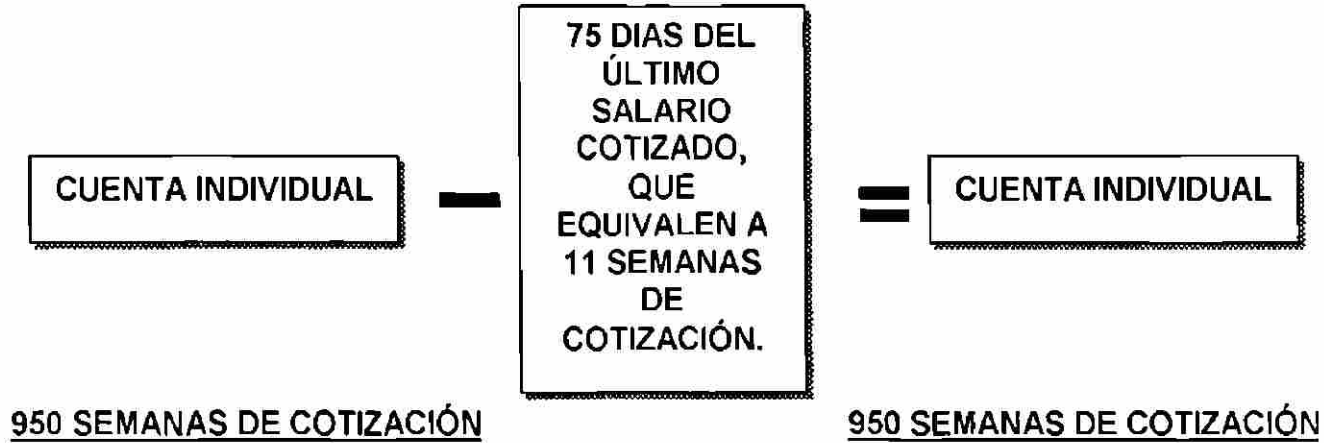 CUENTA INDIVIDUAL
75 DIAS DEL
ÚLTIMO
SALARIO
COTIZADO,
QUE
EQUIVALEN A
11 SEMANAS
DE
COTIZACIÓN.
CUENTA INDIVIDUAL
950 SEMANAS DE COTIZACIÓN
950 SEMANAS DE COTIZACIÓN